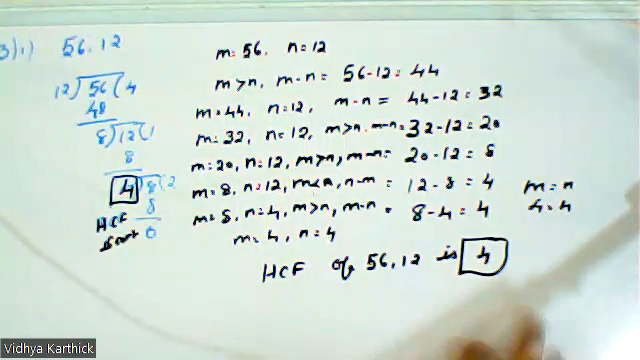 3) 1) 56, 12
12) 56 ( 4
48
8) 12 ( 1
8
4) 8 ( 2
8
0
HCF
m = 56, n = 12
m > n, m - n = 56 - 12 = 44
m = 44, n = 12, m - n = 44 - 12 = 32
m = 32, n = 12, m > n, m - n = 32 - 12 = 20
m = 20, n = 12, m > n, m - n = 20 - 12 = 8
m = 8, n = 12, m < n, n - m = 12 - 8 = 4
m = 8, n = 4, m > n, m - n = 8 - 4 = 4
m = 4, n = 4
m = n
4 = 4
HCF of 56, 12 is 4
Vidhya Karthick